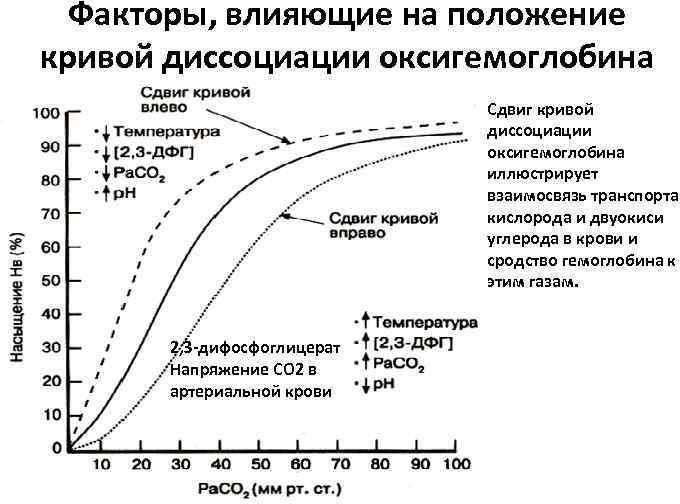 Факторы, влияющие на положение
кривой диссоциации оксигемоглобина
Сдвиг кривой
влево
• ↓ Температура
• ↓ [2,3-ДФГ]
• ↓ PaCO₂
• ↑ pH
Сдвиг кривой
диссоциации
оксигемоглобина
иллюстрирует
взаимосвязь транспорта
кислорода и двуокиси
углерода в крови и
сродство гемоглобина к
этим газам.
Сдвиг кривой
вправо
2,3-дифосфоглицерат
Напряжение СО2 в
артериальной крови
• ↑ Температура
• ↑ [2,3-ДФГ]
• ↑ PaCO₂
• ↓ pH
Насыщение Hв (%)
100
90
80
70
60
50
40
30
20
10
0
10 20 30 40 50 60 70 80 90 100
PaCO₂ (мм рт. ст.)